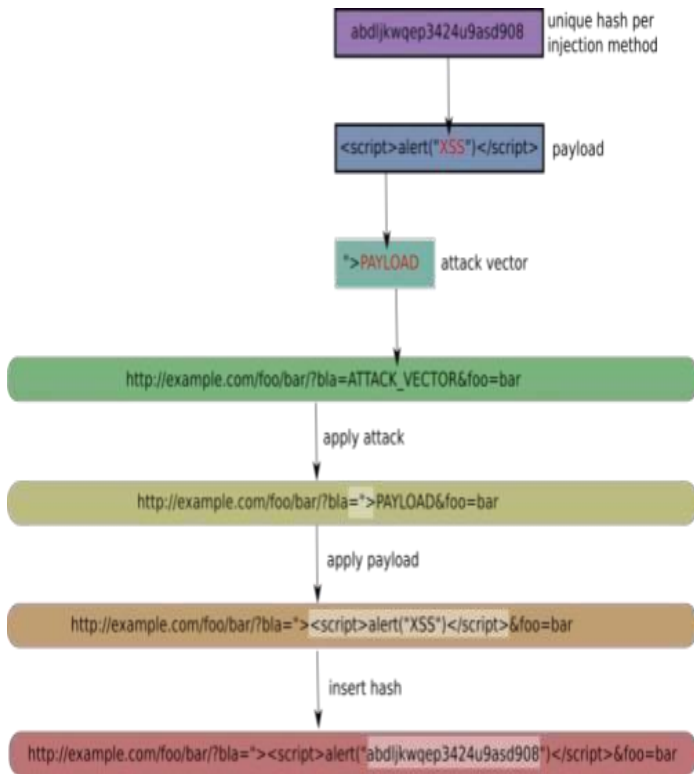 abdljkwqep3424u9asd908
unique hash per
injection method
<script>alert("XSS")</script>
payload
">PAYLOAD
attack vector
http://example.com/foo/bar/?bla=ATTACK_VECTOR&foo=bar
apply attack
http://example.com/foo/bar/?bla=">PAYLOAD&foo=bar
apply payload
http://example.com/foo/bar/?bla="><script>alert("XSS")</script>&foo=bar
insert hash
http://example.com/foo/bar/?bla="><script>alert("abdljkwqep3424u9asd908")</script>&foo=bar